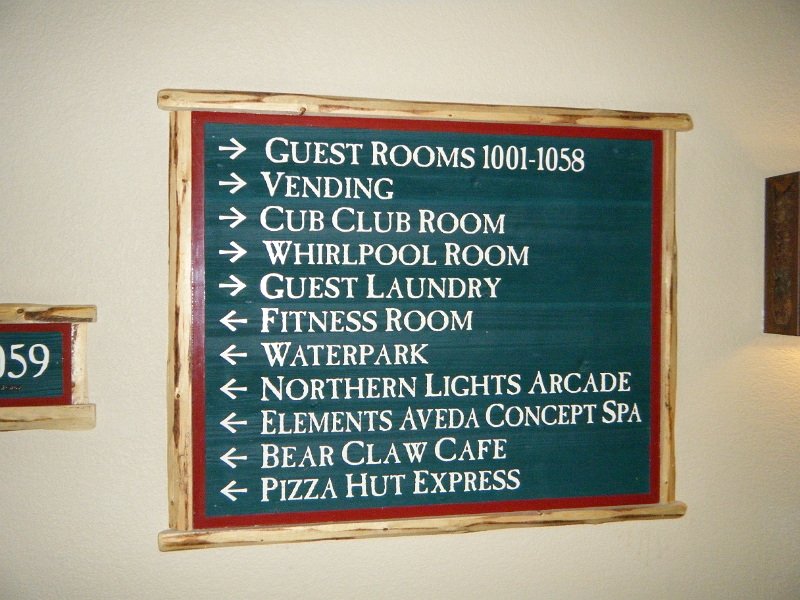 → GUEST ROOMS 1001-1058
→ VENDING
→ CUB CLUB ROOM
→ WHIRLPOOL ROOM
→ GUEST LAUNDRY
← FITNESS ROOM
← WATERPARK
← NORTHERN LIGHTS ARCADE
← ELEMENTS AVEDA CONCEPT SPA
← BEAR CLAW CAFE
← PIZZA HUT EXPRESS
059